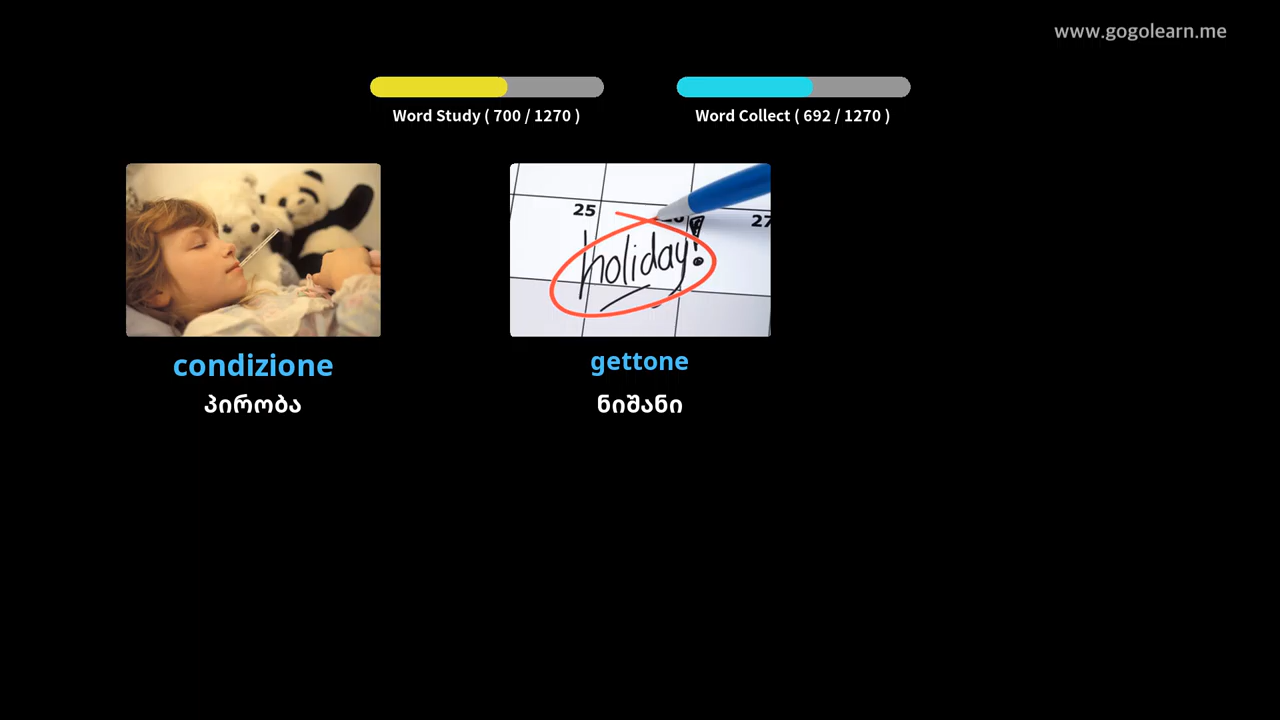 www.gogolearn.me
Word Study ( 700 / 1270 )
Word Collect ( 692 / 1270 )
25
27
holiday!
condizione
gettone
პირობა
ნიშანი